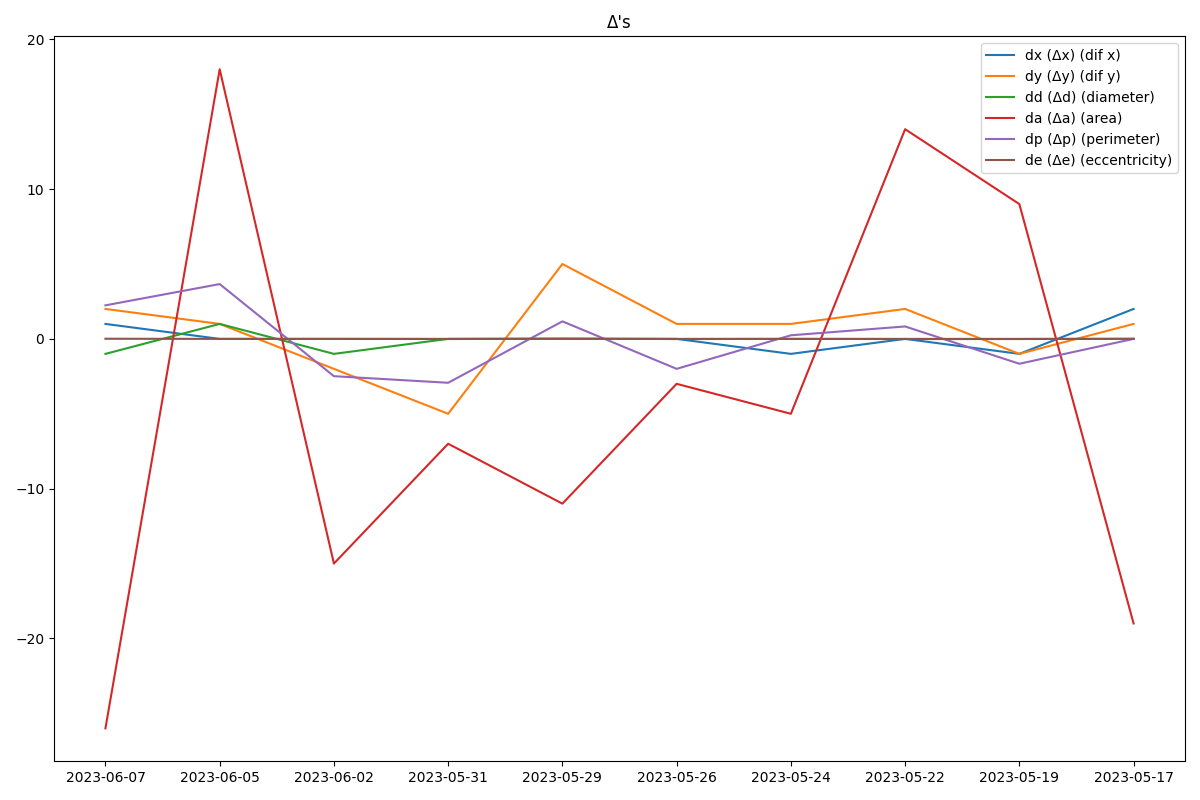 Δ's
dx (Δx) (dif x)
dy (Δy) (dif y)
dd (Δd) (diameter)
da (Δa) (area)
dp (Δp) (perimeter)
de (Δe) (eccentricity)
20
10
0
−10
−20
2023-06-07 2023-06-05 2023-06-02 2023-05-31 2023-05-29 2023-05-26 2023-05-24 2023-05-22 2023-05-19 2023-05-17